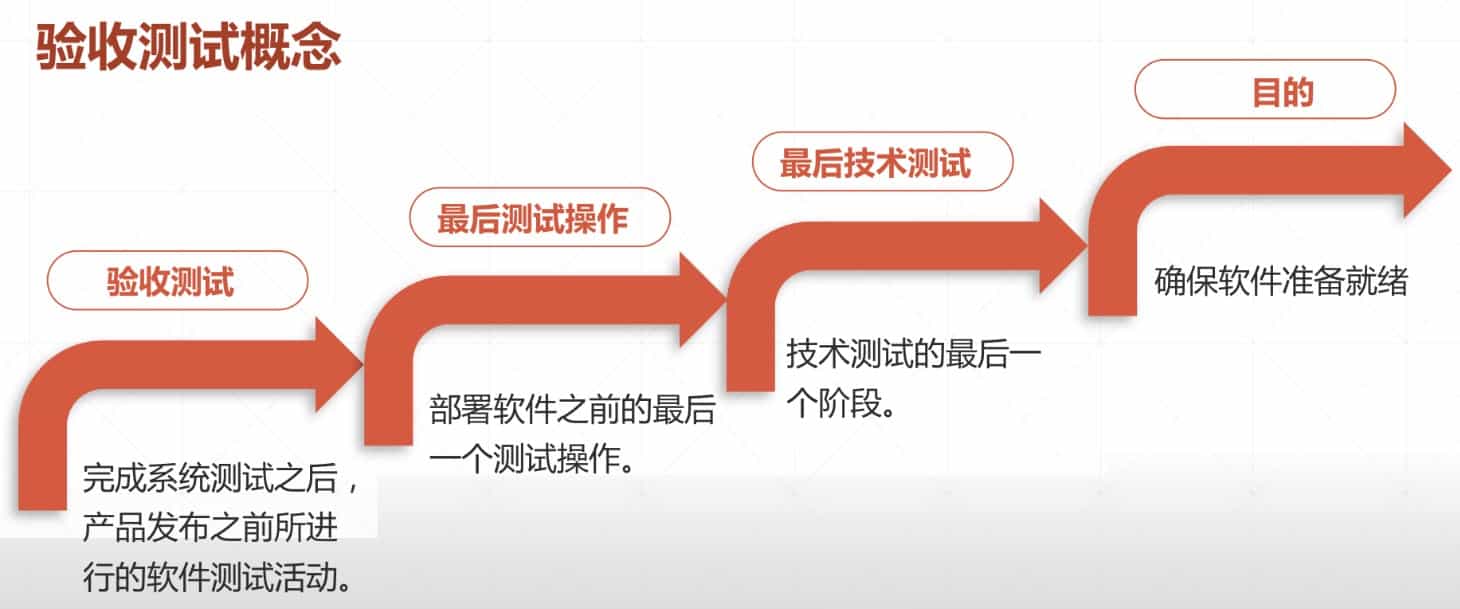 验收测试概念
验收测试
完成系统测试之后，
产品发布之前所进
行的软件测试活动。
最后测试操作
部署软件之前的最后
一个测试操作。
最后技术测试
技术测试的最后一
个阶段。
目的
确保软件准备就绪